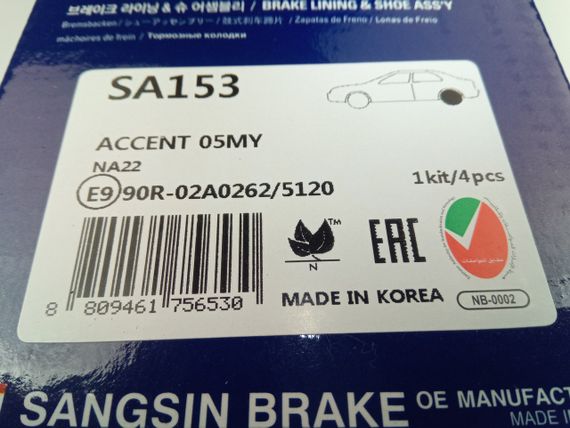 브레이크 라이닝 & 슈 어셈블리 / BRAKE LINING & SHOE ASS'Y
Bremsbacken / シューアッセンブリー / 鼓式刹车蹄片 / Zapatas de Freno / Lonas de Freio
mâchoires de frein / Тормозные колодки
SA153
ACCENT 05MY
NA22
E9 90R-02A0262/5120
1kit/4pcs
TM
N
EAC
MADE IN KOREA
NB-0002
8 809461 756530
SANGSIN BRAKE
OE MANUFACT
MADE IN